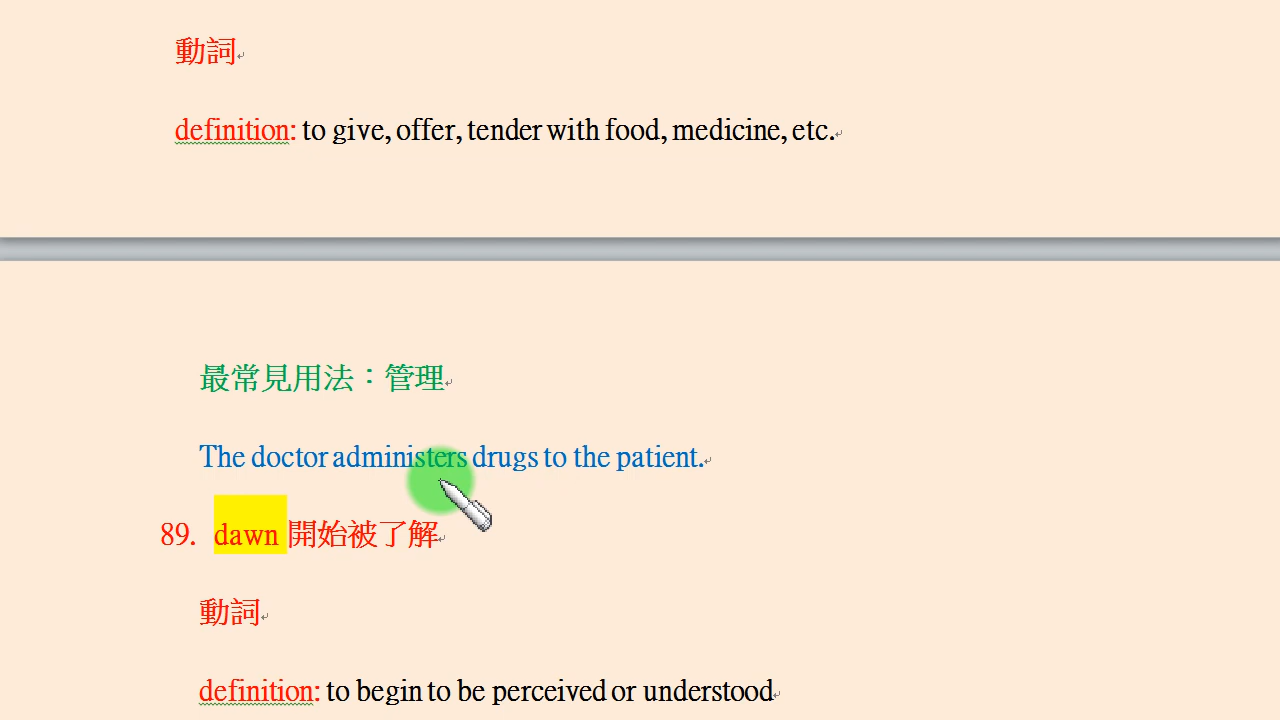 動詞
definition: to give, offer, tender with food, medicine, etc.
最常見用法：管理
The doctor administers drugs to the patient.
89. dawn 開始被了解
動詞
definition: to begin to be perceived or understood